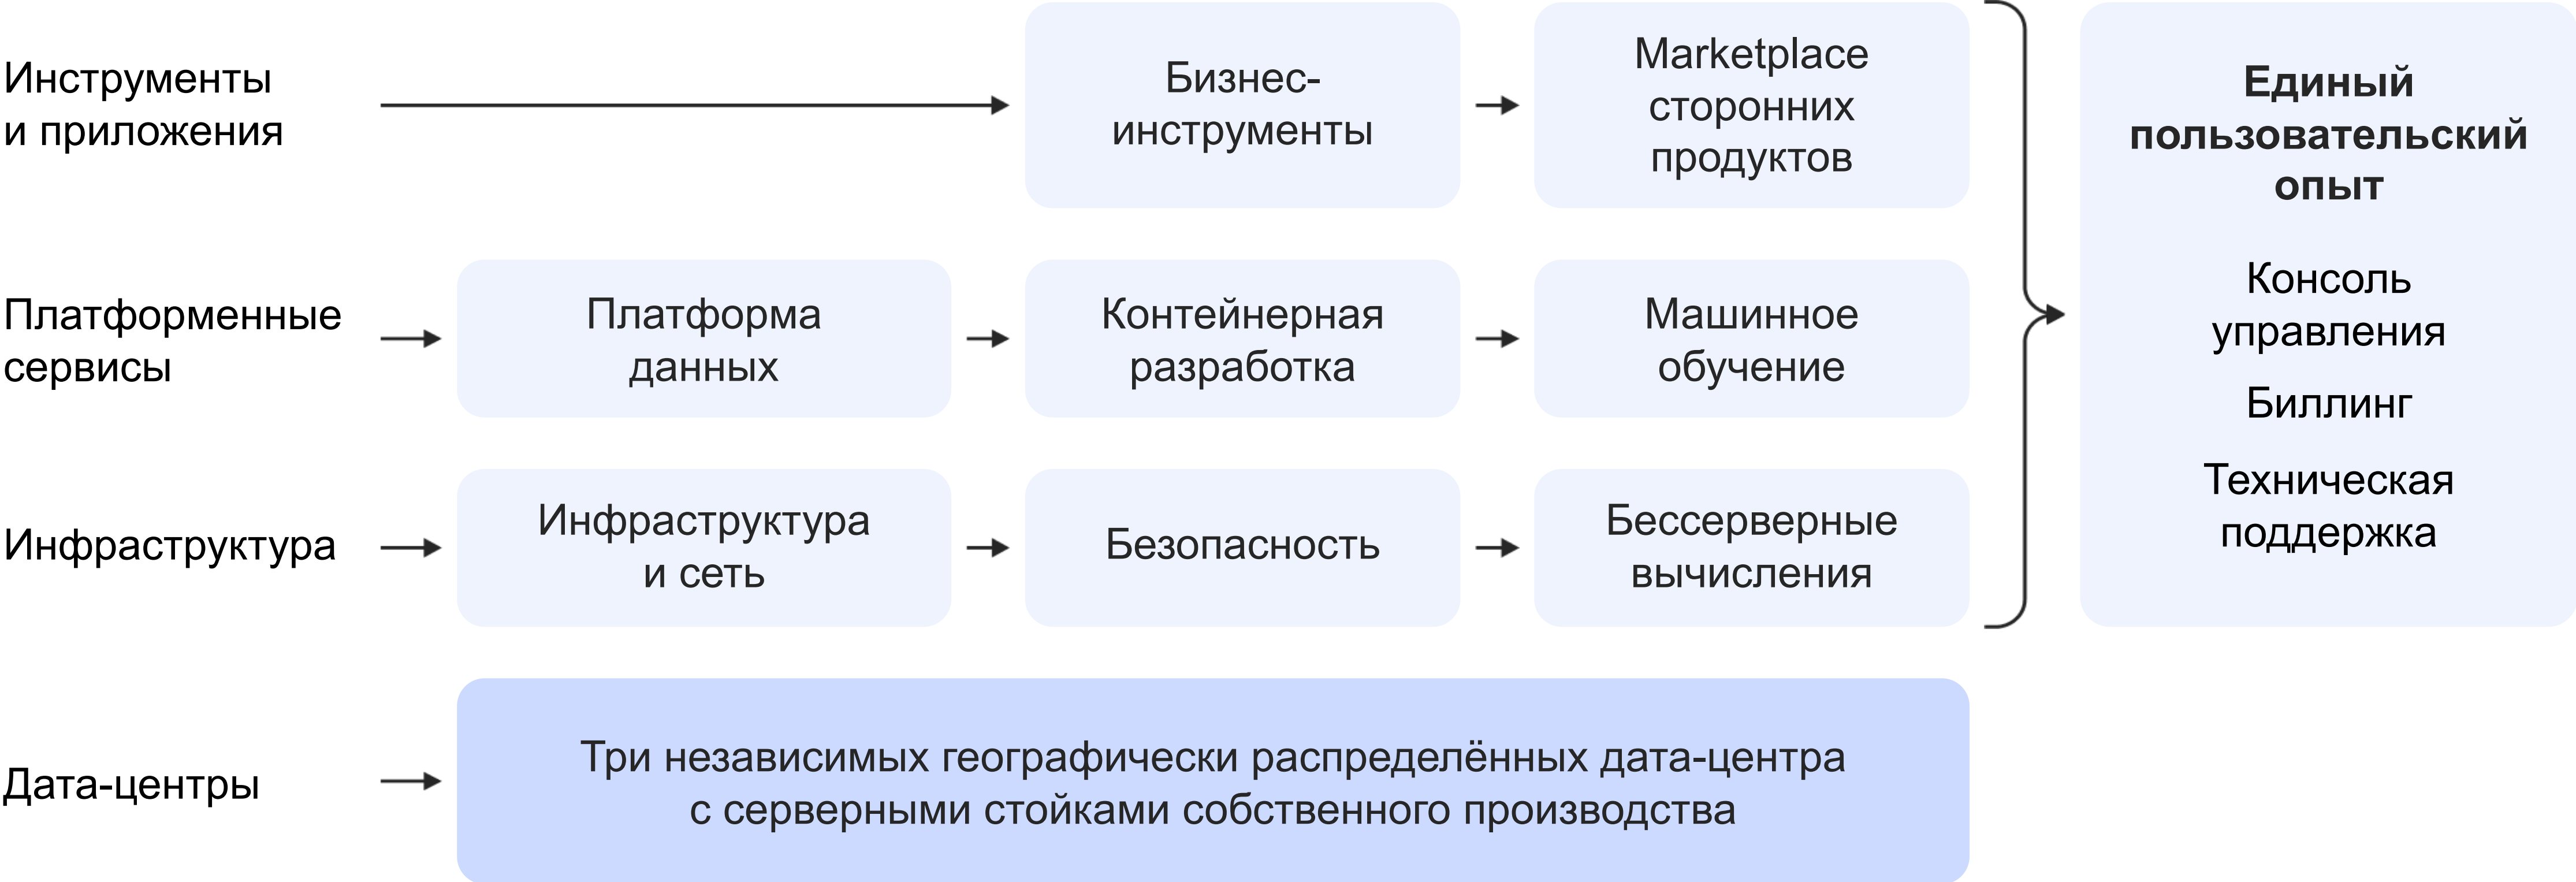 Инструменты
и приложения
Бизнес-
инструменты
Marketplace
сторонних
продуктов
Платформенные
сервисы
Платформа
данных
Контейнерная
разработка
Машинное
обучение
Инфраструктура
Инфраструктура
и сеть
Безопасность
Бессерверные
вычисления
Единый
пользовательский
опыт
Консоль
управления
Биллинг
Техническая
поддержка
Дата-центры
Три независимых географически распределённых дата-центра
с серверными стойками собственного производства